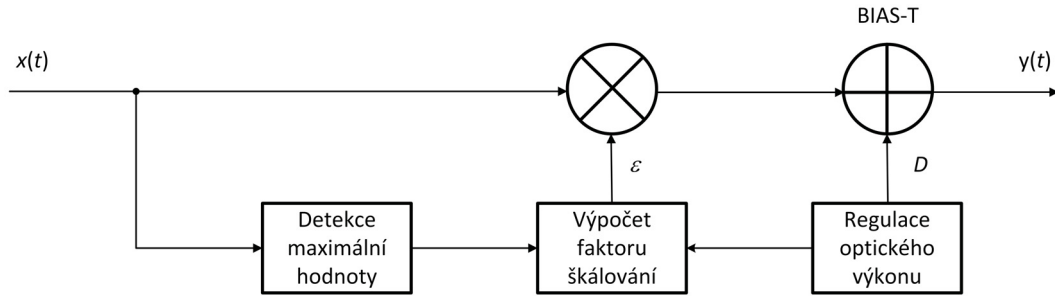 BIAS-T
x(t)
y(t)
ε
D
Detekce
maximální
hodnoty
Výpočet
faktoru
škálování
Regulace
optického
výkonu